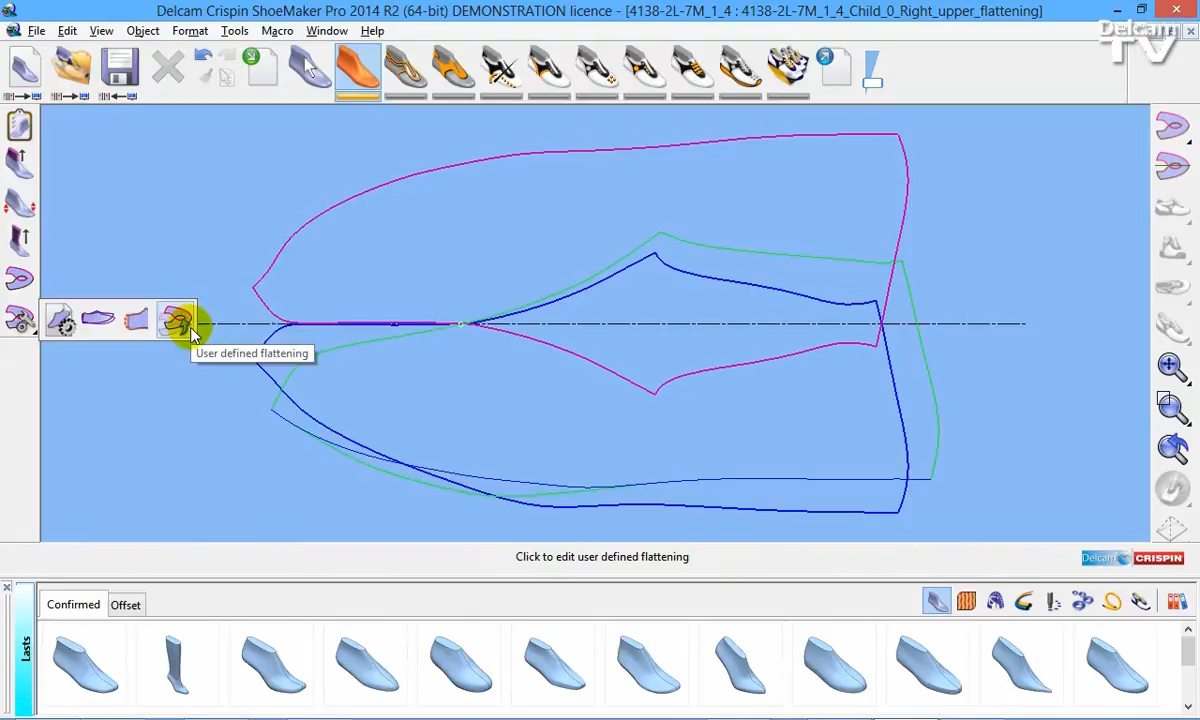 Delcam Crispin ShoeMaker Pro 2014 R2 (64-bit) DEMONSTRATION licence - [4138-2L-7M_1_4 : 4138-2L-7M_1_4_Child_0_Right_upper_flattening]
File Edit View Object Format Tools Macro Window Help
Delcam
TV
User defined flattening
Click to edit user defined flattening
Delcam CRISPIN
Confirmed Offset
Lasts